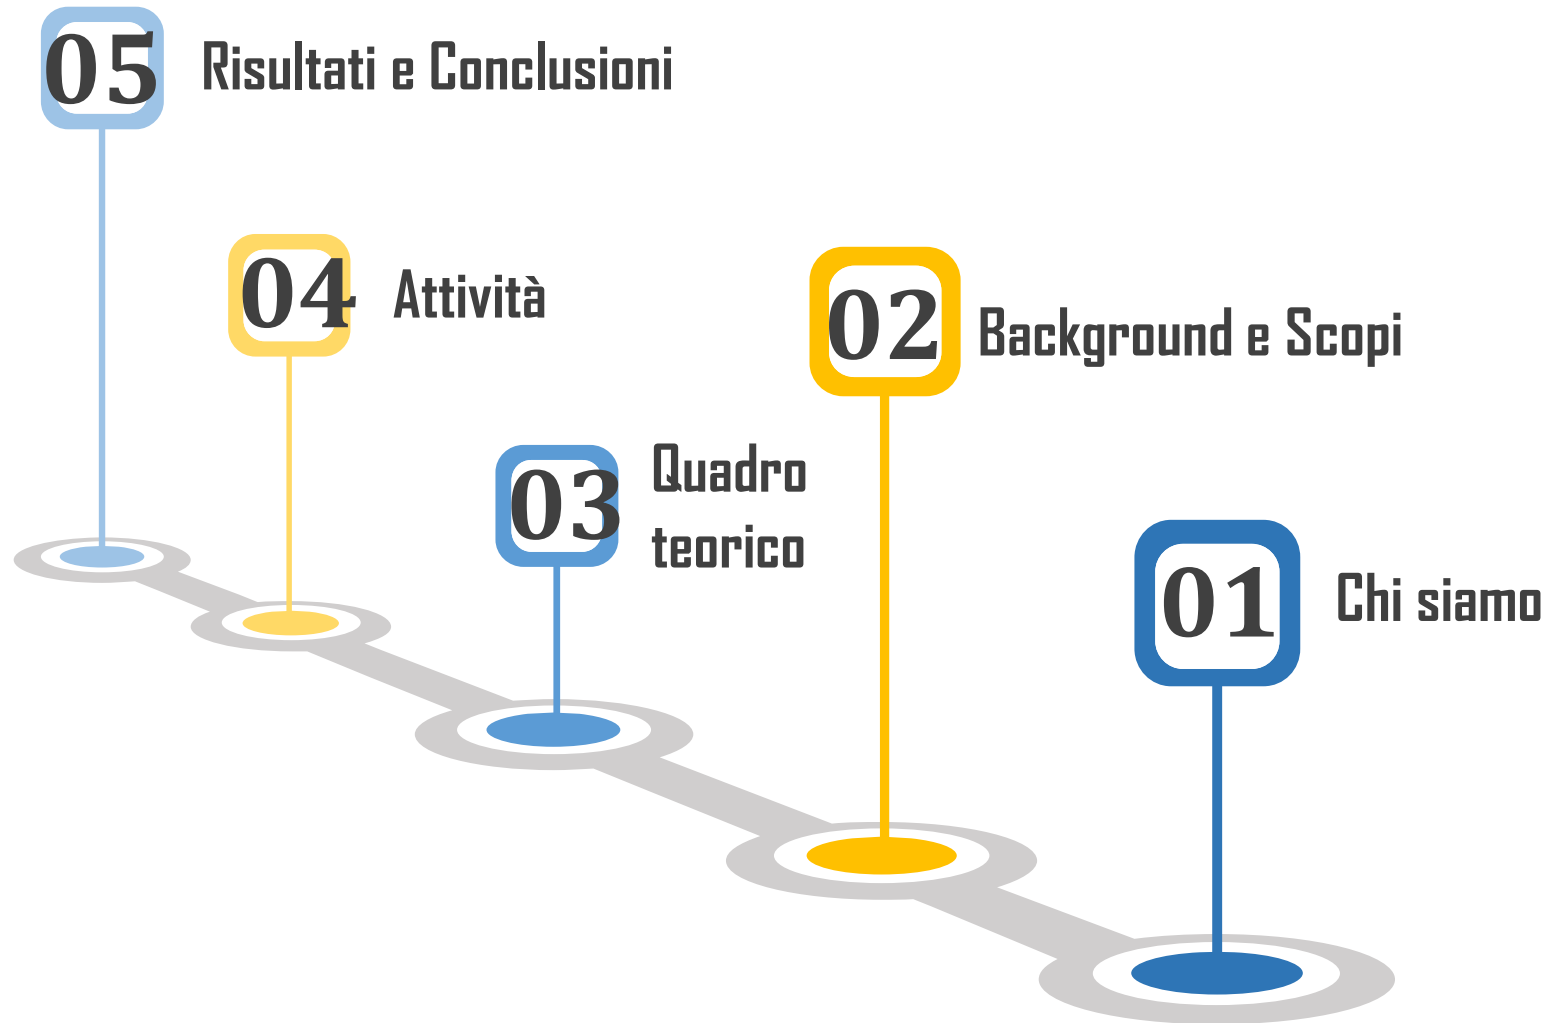 05
Risultati e Conclusioni
04
Attività
02
Background e Scopi
03
Quadro
teorico
01
Chi siamo